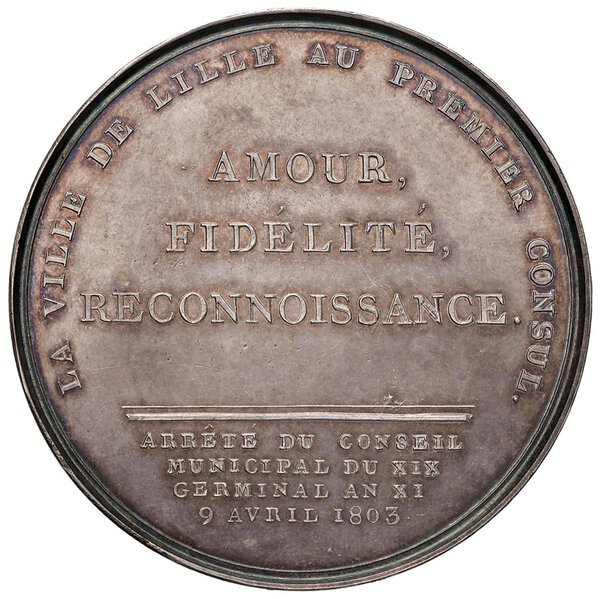 LA VILLE DE LILLE AU PREMIER CONSUL.
AMOUR,
FIDÉLITÉ,
RECONNOISSANCE.
ARRÊTÉ DU CONSEIL
MUNICIPAL DU XIX
GERMINAL AN XI
9 AVRIL 1803.